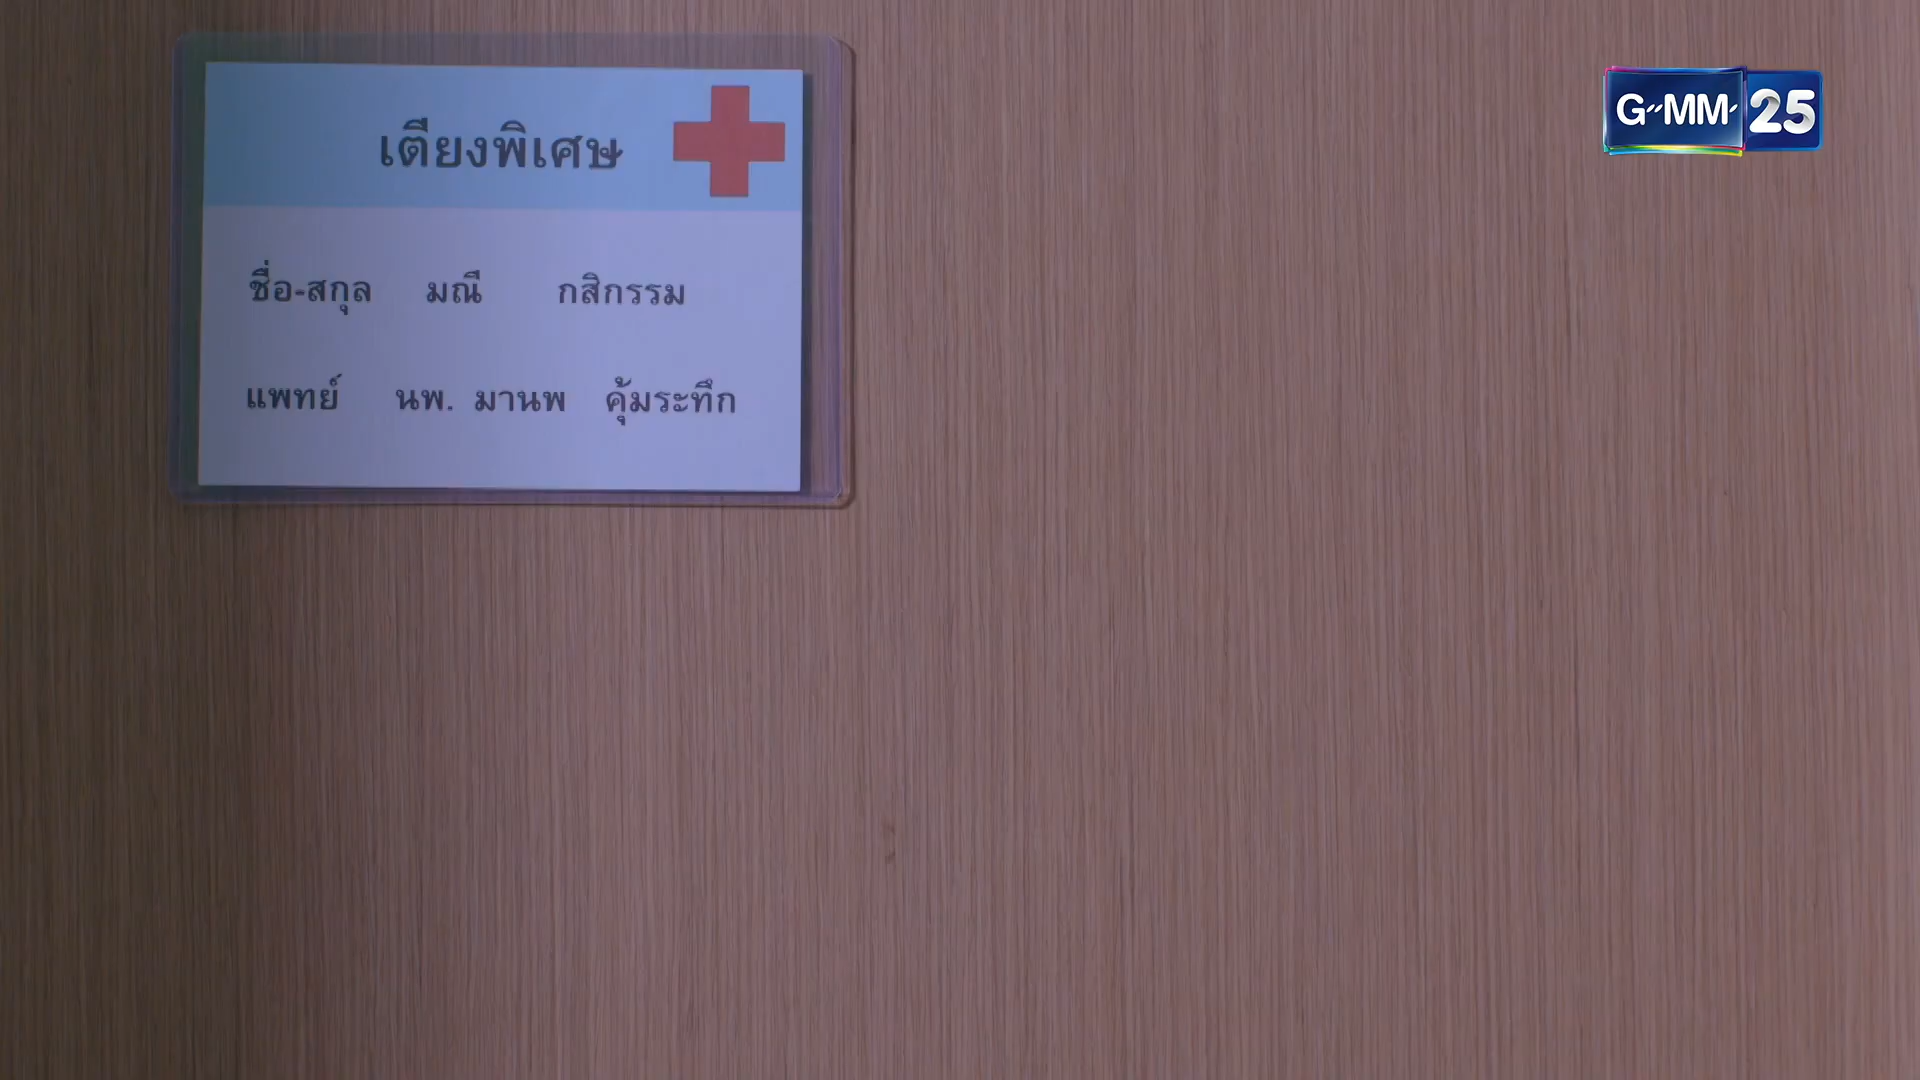 เตียงพิเศษ
ชื่อ-สกุล มณี กสิกรรม
แพทย์ นพ. มานพ คุ้มระทึก
G"MM' 25